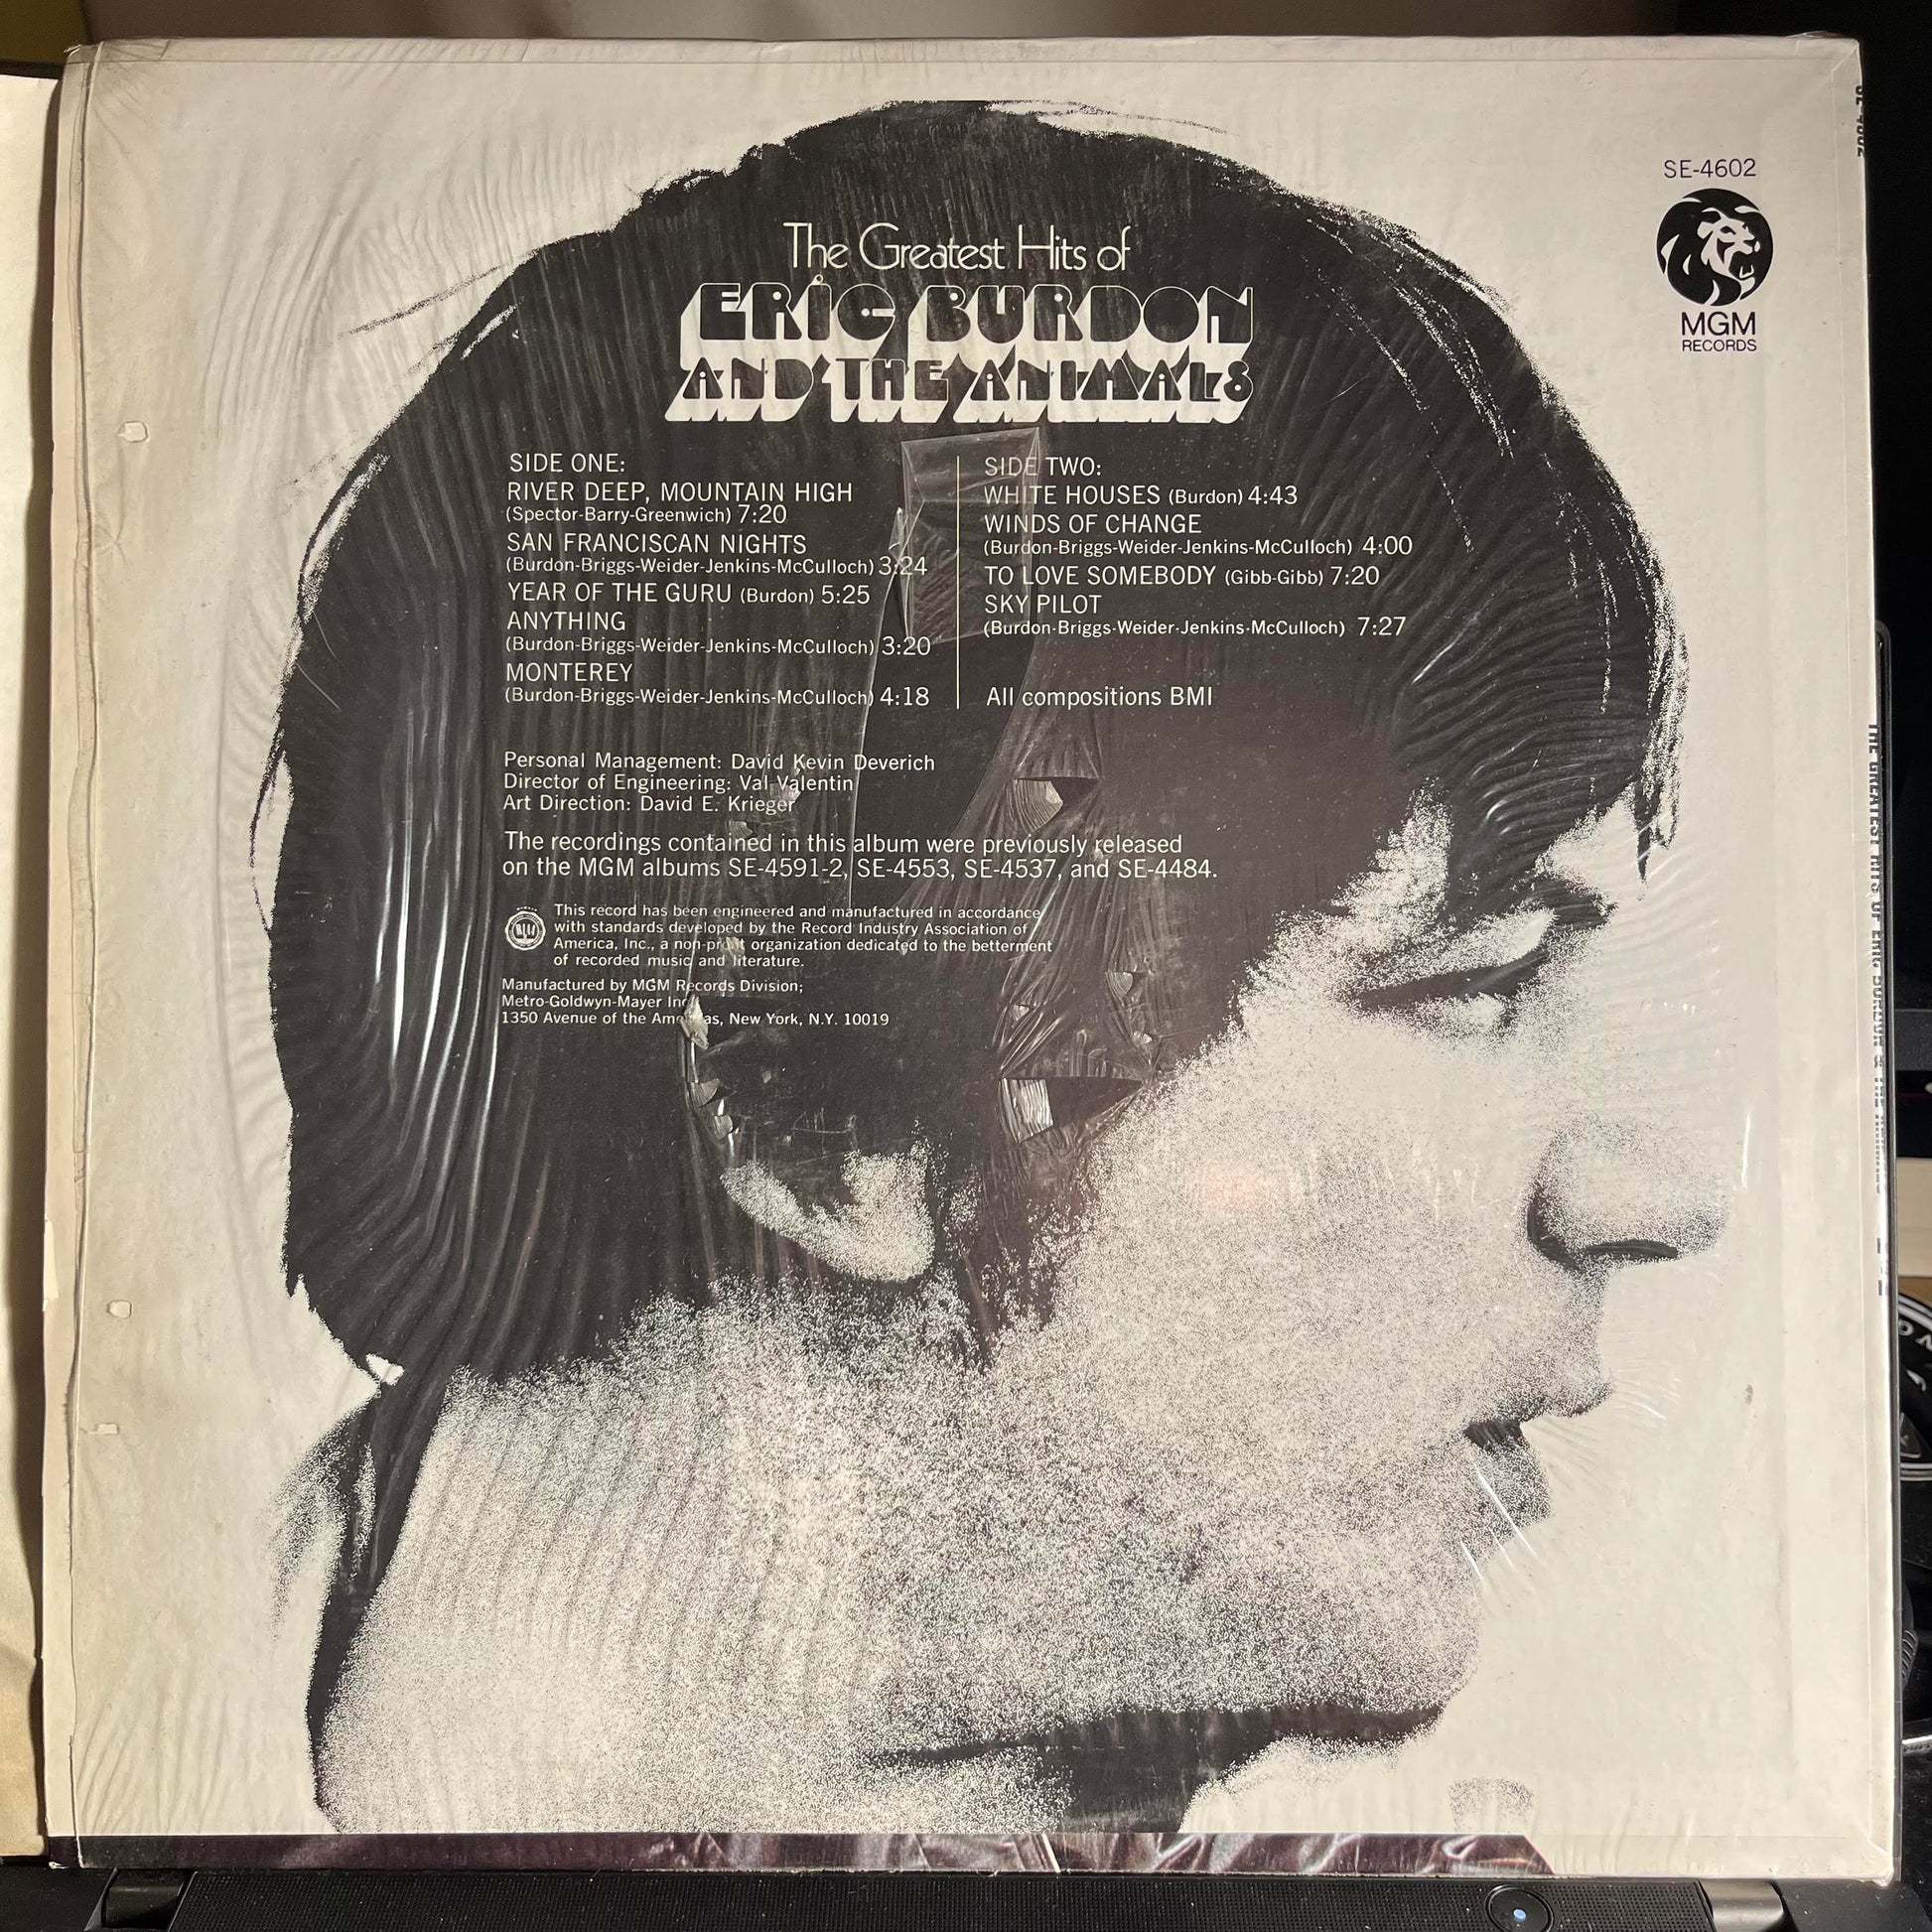 SE-4602
MGM
RECORDS
The Greatest Hits of
ERIC BURDON
AND THE ANIMALS
SIDE ONE:
RIVER DEEP, MOUNTAIN HIGH
(Spector-Barry-Greenwich) 7:20
SAN FRANCISCAN NIGHTS
(Burdon-Briggs-Weider-Jenkins-McCulloch) 3:24
YEAR OF THE GURU (Burdon) 5:25
ANYTHING
(Burdon-Briggs-Weider-Jenkins-McCulloch) 3:20
MONTEREY
(Burdon-Briggs-Weider-Jenkins-McCulloch) 4:18
SIDE TWO:
WHITE HOUSES (Burdon) 4:43
WINDS OF CHANGE
(Burdon-Briggs-Weider-Jenkins-McCulloch) 4:00
TO LOVE SOMEBODY (Gibb-Gibb) 7:20
SKY PILOT
(Burdon-Briggs-Weider-Jenkins-McCulloch) 7:27
All compositions BMI
Personal Management: David Kevin Deverich
Director of Engineering: Val Valentin
Art Direction: David E. Krieger
The recordings contained in this album were previously released
on the MGM albums SE-4591-2, SE-4553, SE-4537, and SE-4484.
This record has been engineered and manufactured in accordance
with standards developed by the Record Industry Association of
America, Inc., a non-profit organization dedicated to the betterment
of recorded music and literature.
Manufactured by MGM Records Division;
Metro-Goldwyn-Mayer Inc.
1350 Avenue of the Americas, New York, N.Y. 10019
SE-4602
THE GREATEST HITS OF ERIC BURDON & THE ANIMALS